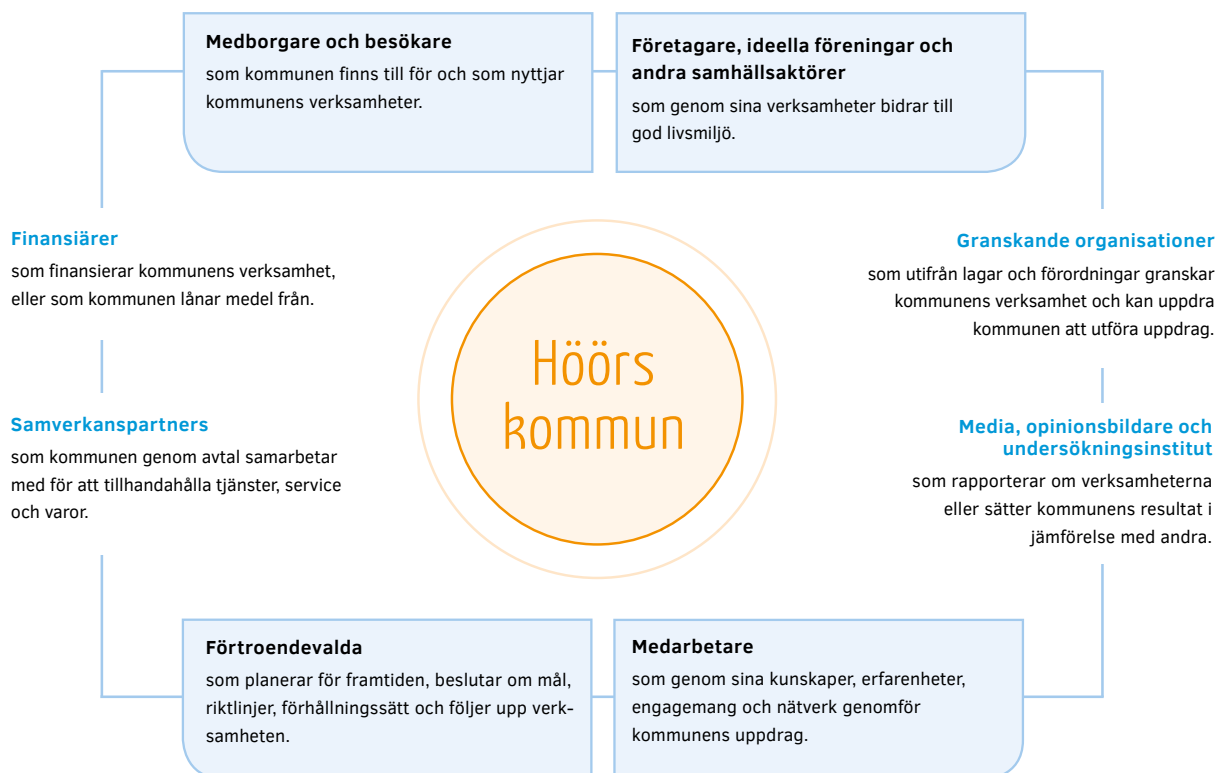 Medborgare och besökare
som kommunen finns till för och som nyttjar
kommunens verksamheter.
Företagare, ideella föreningar och
andra samhällsaktörer
som genom sina verksamheter bidrar till
god livsmiljö.
Finansiärer
som finansierar kommunens verksamhet,
eller som kommunen lånar medel från.
Granskande organisationer
som utifrån lagar och förordningar granskar
kommunens verksamhet och kan uppdra
kommunen att utföra uppdrag.
Höörs
kommun
Samverkanspartners
som kommunen genom avtal samarbetar
med för att tillhandahålla tjänster, service
och varor.
Media, opinionsbildare och
undersökningsinstitut
som rapporterar om verksamheterna
eller sätter kommunens resultat i
jämförelse med andra.
Förtroendevalda
som planerar för framtiden, beslutar om mål,
riktlinjer, förhållningssätt och följer upp verk-
samheten.
Medarbetare
som genom sina kunskaper, erfarenheter,
engagemang och nätverk genomför
kommunens uppdrag.